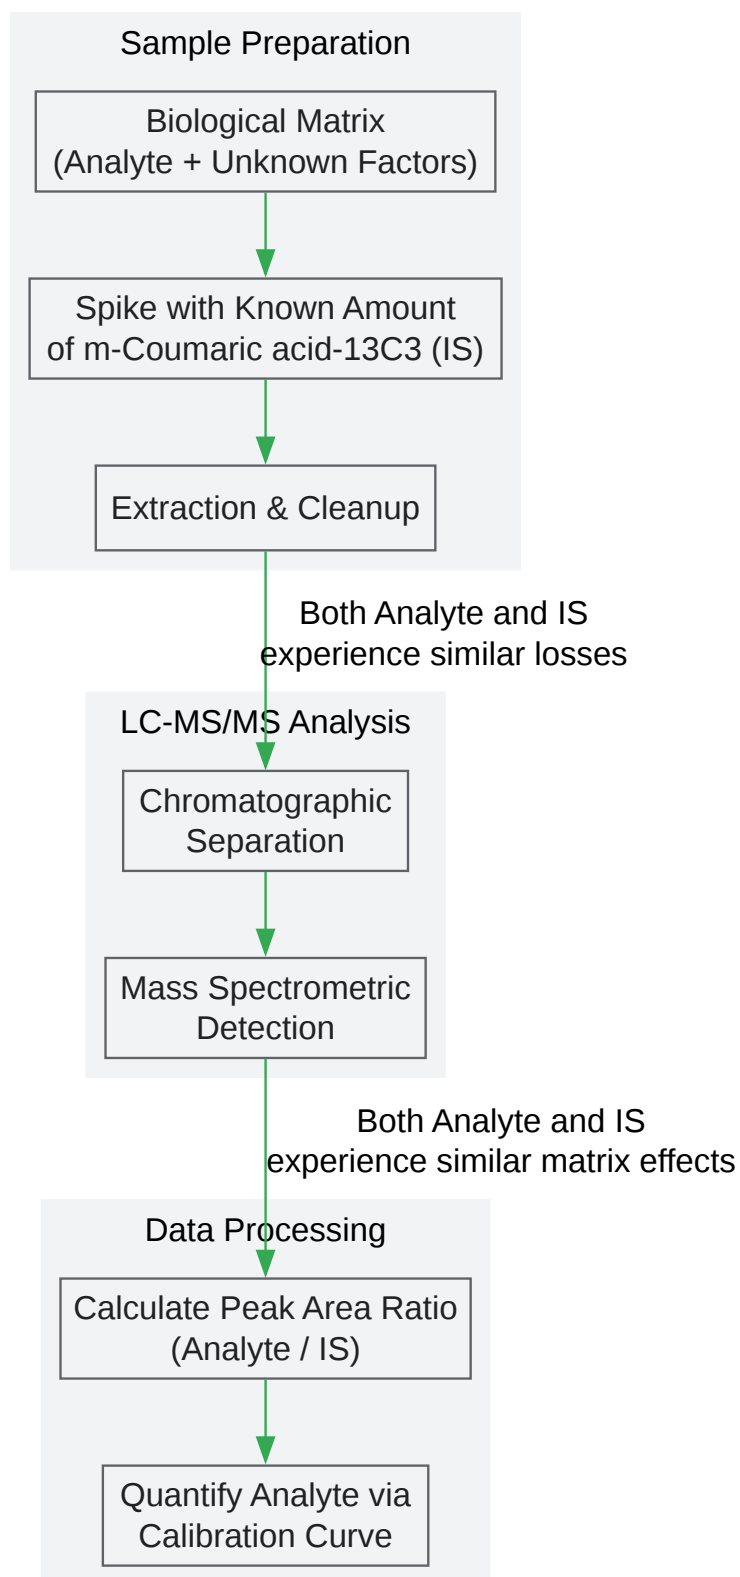 Sample Preparation
Biological Matrix
(Analyte + Unknown Factors)
Spike with Known Amount
of m-Coumaric acid-13C3 (IS)
Extraction & Cleanup
Both Analyte and IS
experience similar losses
LC-MS/MS Analysis
Chromatographic
Separation
Mass Spectrometric
Detection
Both Analyte and IS
experience similar matrix effects
Data Processing
Calculate Peak Area Ratio
(Analyte / IS)
Quantify Analyte via
Calibration Curve